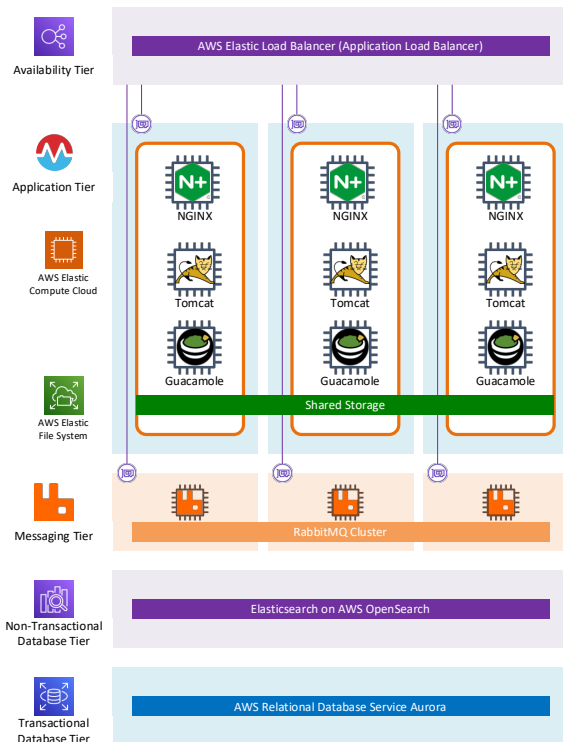 AWS Elastic Load Balancer (Application Load Balancer)
Availability Tier
Application Tier
N+
N+
N+
NGINX
NGINX
NGINX
AWS Elastic
Compute Cloud
Tomcat
Tomcat
Tomcat
Guacamole
Guacamole
Guacamole
Shared Storage
AWS Elastic
File System
Messaging Tier
RabbitMQ Cluster
Elasticsearch on AWS OpenSearch
Non-Transactional
Database Tier
AWS Relational Database Service Aurora
Transactional
Database Tier